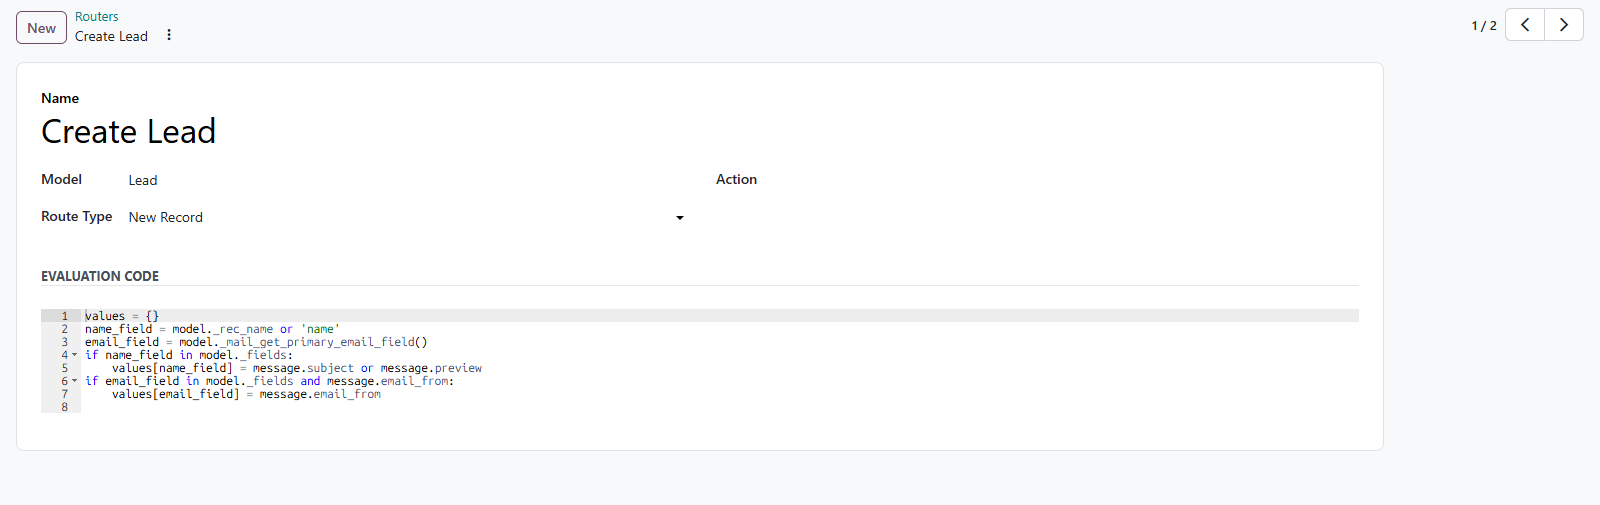 New
Routers
Create Lead
1 / 2
Name
Create Lead
Model Lead
Action
Route Type New Record
EVALUATION CODE
1 values = {}
2 name_field = model._rec_name or 'name'
3 email_field = model._mail_get_primary_email_field()
4 if name_field in model._fields:
5     values[name_field] = message.subject or message.preview
6 if email_field in model._fields and message.email_from:
7     values[email_field] = message.email_from
8